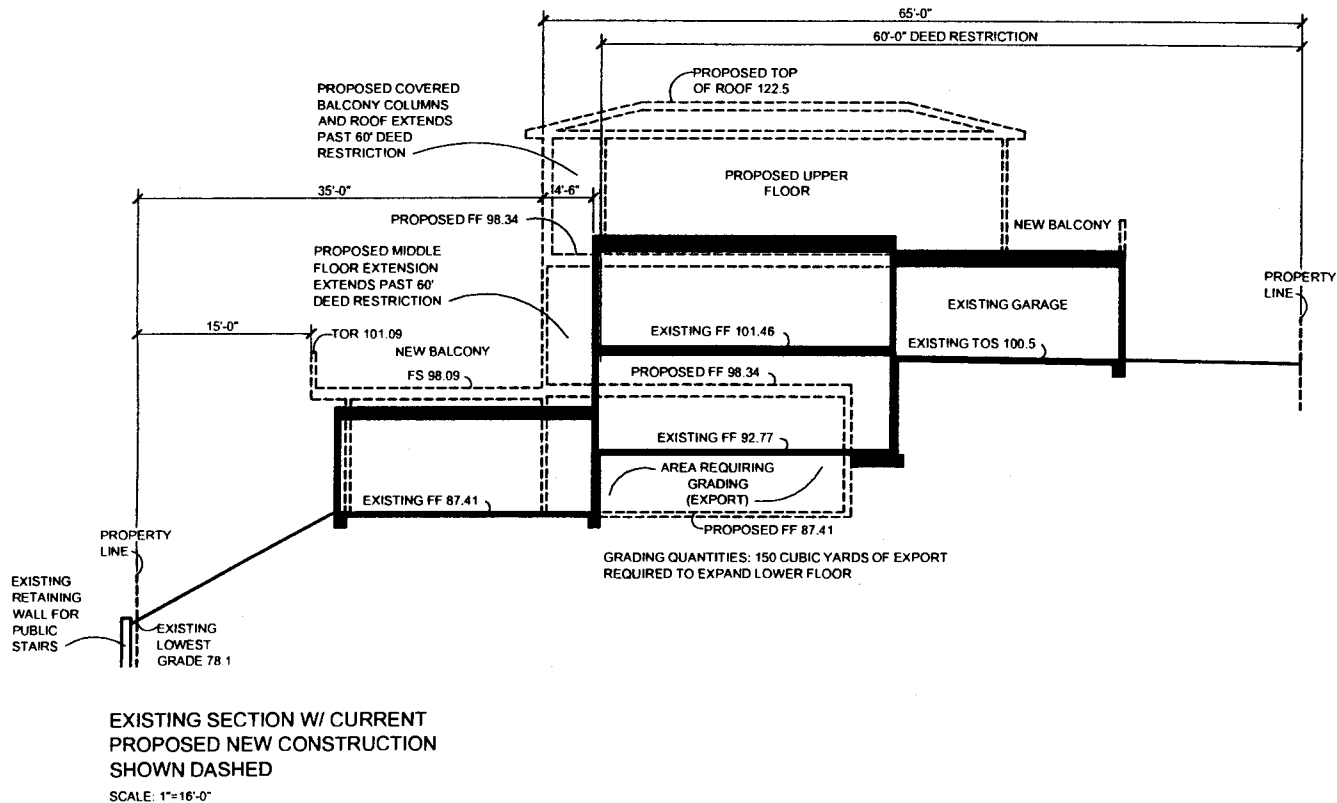 65'-0"
60'-0" DEED RESTRICTION
PROPOSED TOP
OF ROOF 122.5
PROPOSED COVERED
BALCONY COLUMNS
AND ROOF EXTENDS
PAST 60' DEED
RESTRICTION
PROPOSED UPPER
FLOOR
35'-0"
4'-6"
PROPOSED FF 98.34
NEW BALCONY
PROPOSED MIDDLE
FLOOR EXTENSION
EXTENDS PAST 60'
DEED RESTRICTION
PROPERTY
LINE
EXISTING GARAGE
15'-0"
TOR 101.09
EXISTING FF 101.46
EXISTING TOS 100.5
NEW BALCONY
FS 98.09
PROPOSED FF 98.34
EXISTING FF 92.77
AREA REQUIRING
GRADING
(EXPORT)
EXISTING FF 87.41
PROPOSED FF 87.41
PROPERTY
LINE
GRADING QUANTITIES: 150 CUBIC YARDS OF EXPORT
REQUIRED TO EXPAND LOWER FLOOR
EXISTING
RETAINING
WALL FOR
PUBLIC
STAIRS
EXISTING
LOWEST
GRADE 78.1
EXISTING SECTION W/ CURRENT
PROPOSED NEW CONSTRUCTION
SHOWN DASHED
SCALE: 1"=16'-0"